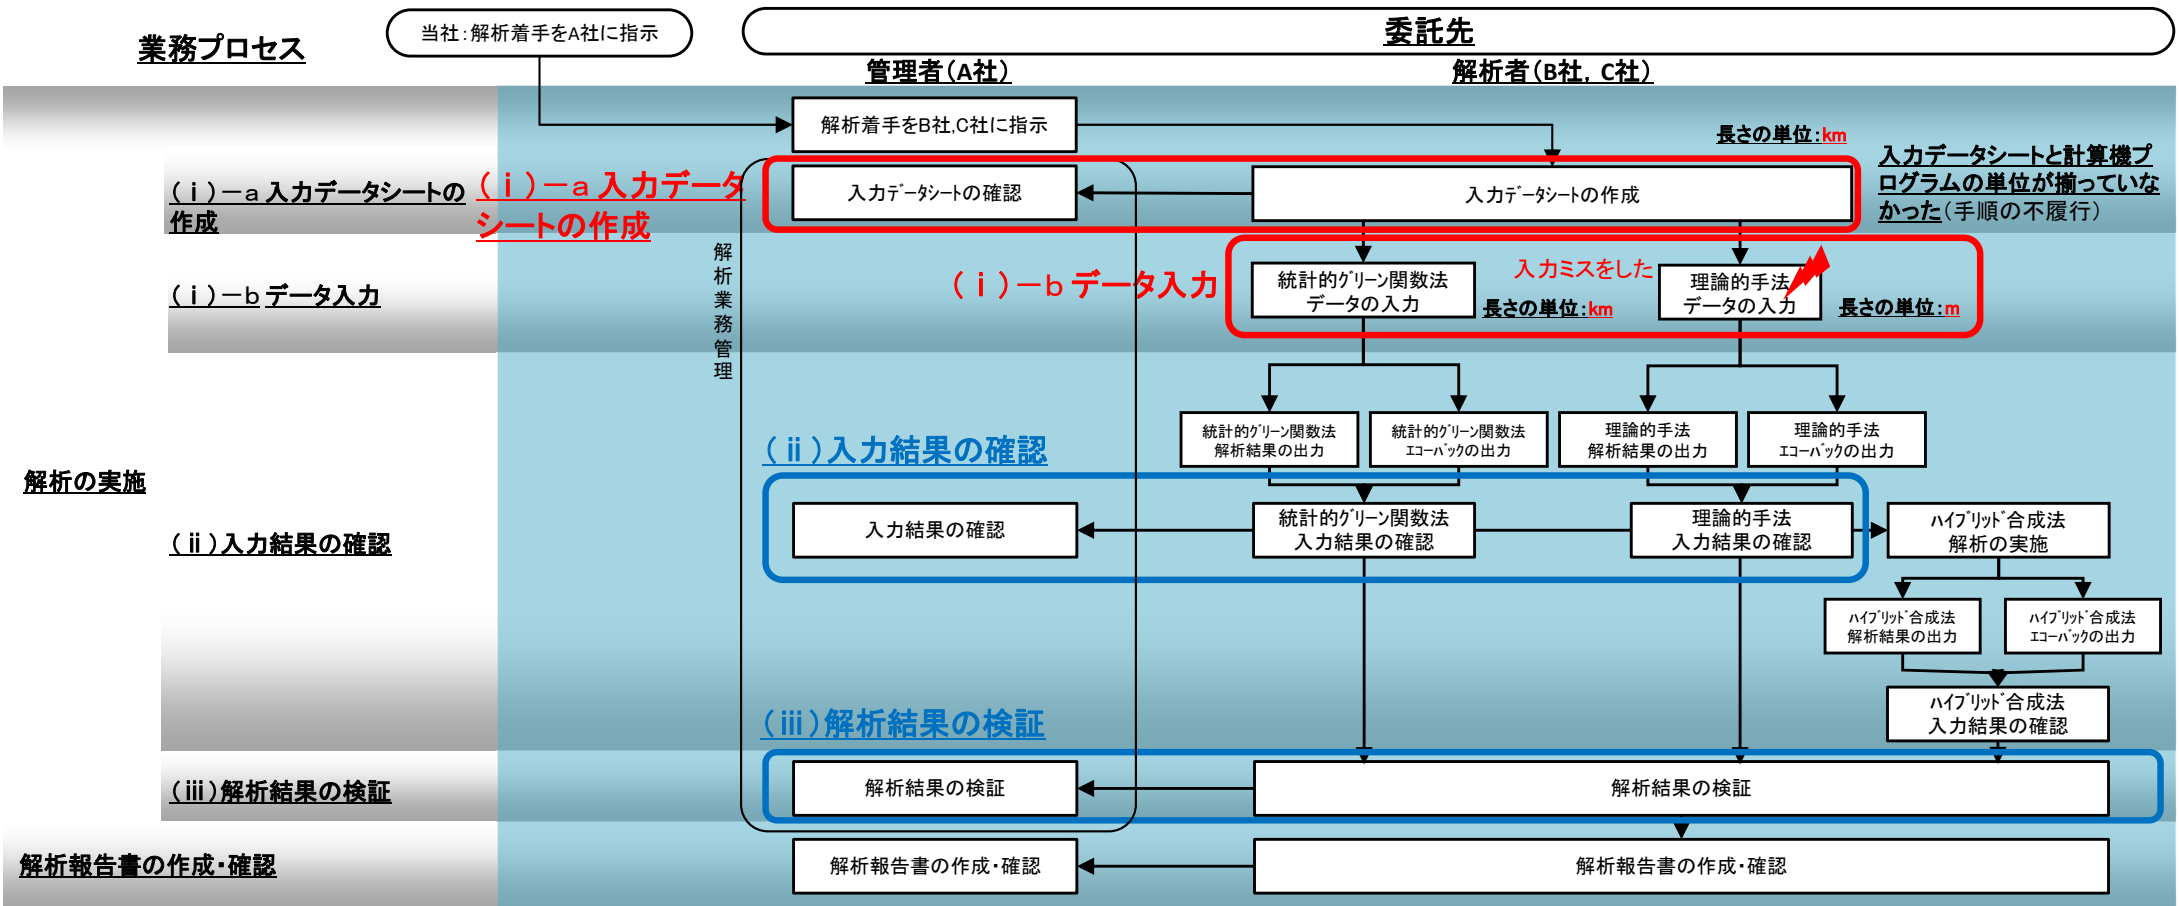 業務プロセス
当社:解析着手をA社に指示
委託先
管理者(A社)
解析者(B社, C社)
解析着手をB社,C社に指示
長さの単位:km
(ⅰ)-a 入力データシートの
作成
(ⅰ)-a 入力データ
シートの作成
入力ﾃﾞｰﾀｼｰﾄの確認
入力ﾃﾞｰﾀｼｰﾄの作成
入力データシートと計算機プ
ログラムの単位が揃っていな
かった(手順の不履行)
解析業務管理
(ⅰ)-b データ入力
(ⅰ)-b データ入力
統計的ｸﾞﾘｰﾝ関数法
データの入力
長さの単位:km
入力ミスをした
理論的手法
データの入力
長さの単位:m
統計的ｸﾞﾘｰﾝ関数法
解析結果の出力
統計的ｸﾞﾘｰﾝ関数法
ｴｺｰﾊﾞｯｸの出力
理論的手法
解析結果の出力
理論的手法
ｴｺｰﾊﾞｯｸの出力
(ⅱ)入力結果の確認
解析の実施
(ⅱ)入力結果の確認
入力結果の確認
統計的ｸﾞﾘｰﾝ関数法
入力結果の確認
理論的手法
入力結果の確認
ﾊｲﾌﾞﾘｯﾄﾞ合成法
解析の実施
ﾊｲﾌﾞﾘｯﾄﾞ合成法
解析結果の出力
ﾊｲﾌﾞﾘｯﾄﾞ合成法
ｴｺｰﾊﾞｯｸの出力
ﾊｲﾌﾞﾘｯﾄﾞ合成法
入力結果の確認
(ⅲ)解析結果の検証
(ⅲ)解析結果の検証
解析結果の検証
解析結果の検証
解析報告書の作成・確認
解析報告書の作成・確認
解析報告書の作成・確認